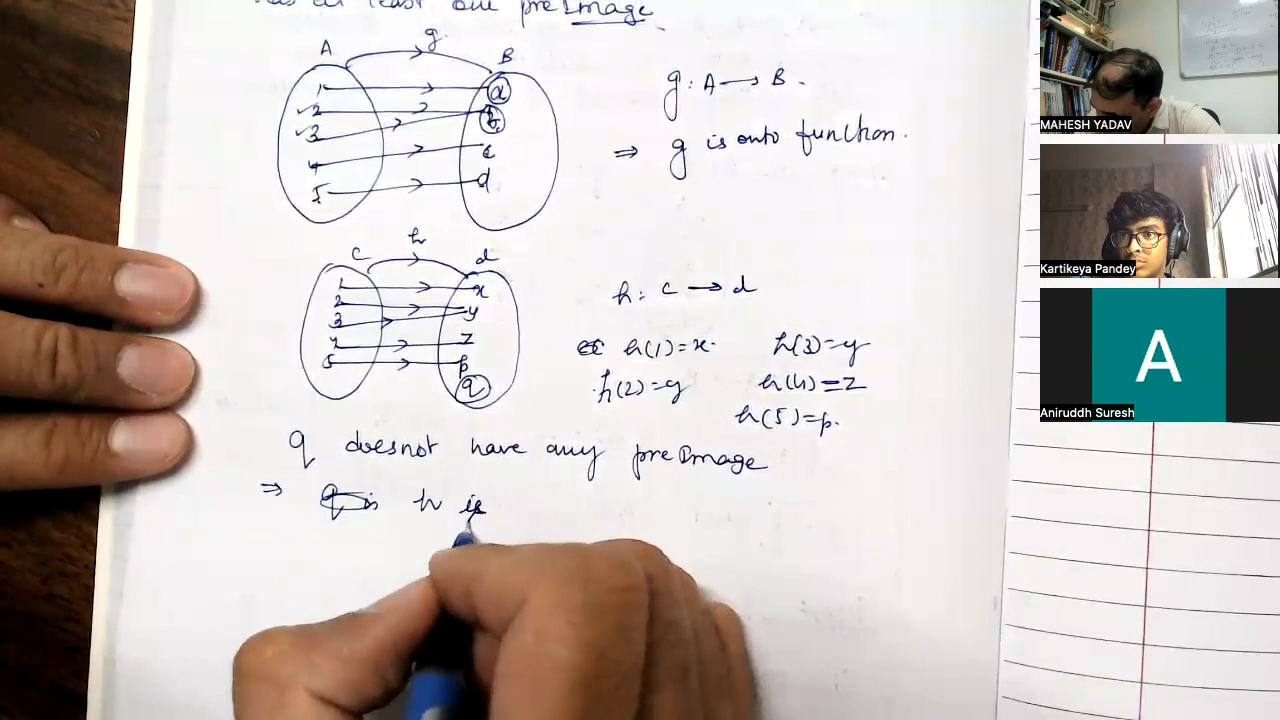 has at least one preImage.
A g B
1 a
2 b
3 c
4 d
5
g: A → B.
⇒ g is onto function.
C h d
1 x
2 y
3 z
4 p
5 q
h: C → d
h(1)=x. h(3)=y
h(2)=y h(4)=z
h(5)=p.
q doesnot have any preImage
⇒ h is
MAHESH YADAV
Kartikeya Pandey
A
Aniruddh Suresh